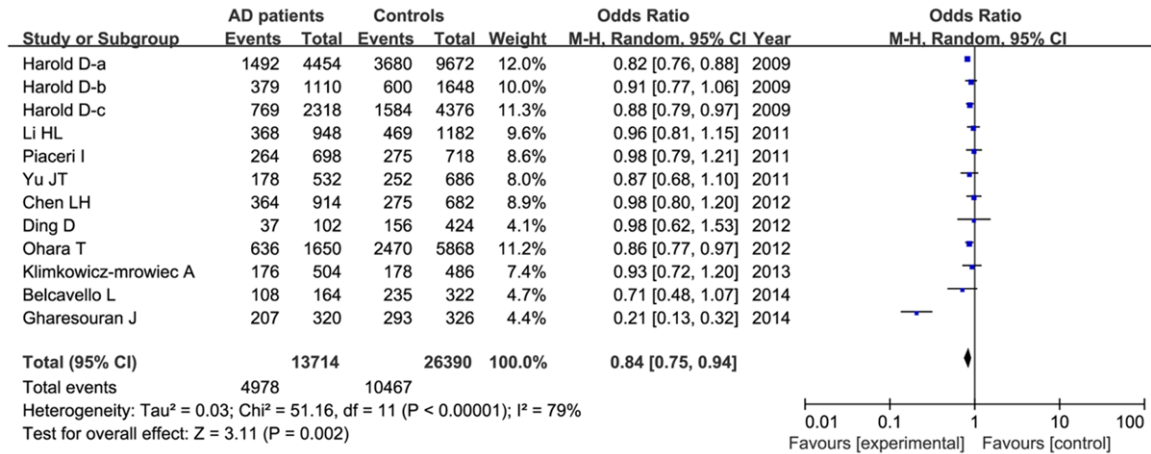 AD patients Controls Odds Ratio Odds Ratio
Study or Subgroup Events Total Events Total Weight M-H, Random, 95% CI Year M-H, Random, 95% CI
Harold D-a 1492 4454 3680 9672 12.0% 0.82 [0.76, 0.88] 2009
Harold D-b 379 1110 600 1648 10.0% 0.91 [0.77, 1.06] 2009
Harold D-c 769 2318 1584 4376 11.3% 0.88 [0.79, 0.97] 2009
Li HL 368 948 469 1182 9.6% 0.96 [0.81, 1.15] 2011
Piaceri I 264 698 275 718 8.6% 0.98 [0.79, 1.21] 2011
Yu JT 178 532 252 686 8.0% 0.87 [0.68, 1.10] 2011
Chen LH 364 914 275 682 8.9% 0.98 [0.80, 1.20] 2012
Ding D 37 102 156 424 4.1% 0.98 [0.62, 1.53] 2012
Ohara T 636 1650 2470 5868 11.2% 0.86 [0.77, 0.97] 2012
Klimkowicz-mrowiec A 176 504 178 486 7.4% 0.93 [0.72, 1.20] 2013
Belcavello L 108 164 235 322 4.7% 0.71 [0.48, 1.07] 2014
Gharesouran J 207 320 293 326 4.4% 0.21 [0.13, 0.32] 2014
Total (95% CI) 13714 26390 100.0% 0.84 [0.75, 0.94]
Total events 4978 10467
Heterogeneity: Tau² = 0.03; Chi² = 51.16, df = 11 (P < 0.00001); I² = 79%
Test for overall effect: Z = 3.11 (P = 0.002)
0.01 0.1 1 10 100
Favours [experimental] Favours [control]